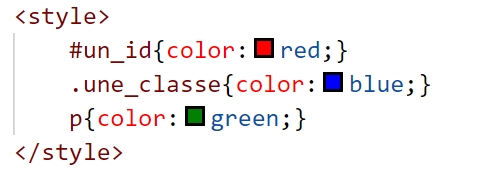 <style>
#un_id{color:red;}
.une_classe{color:blue;}
p{color:green;}
</style>